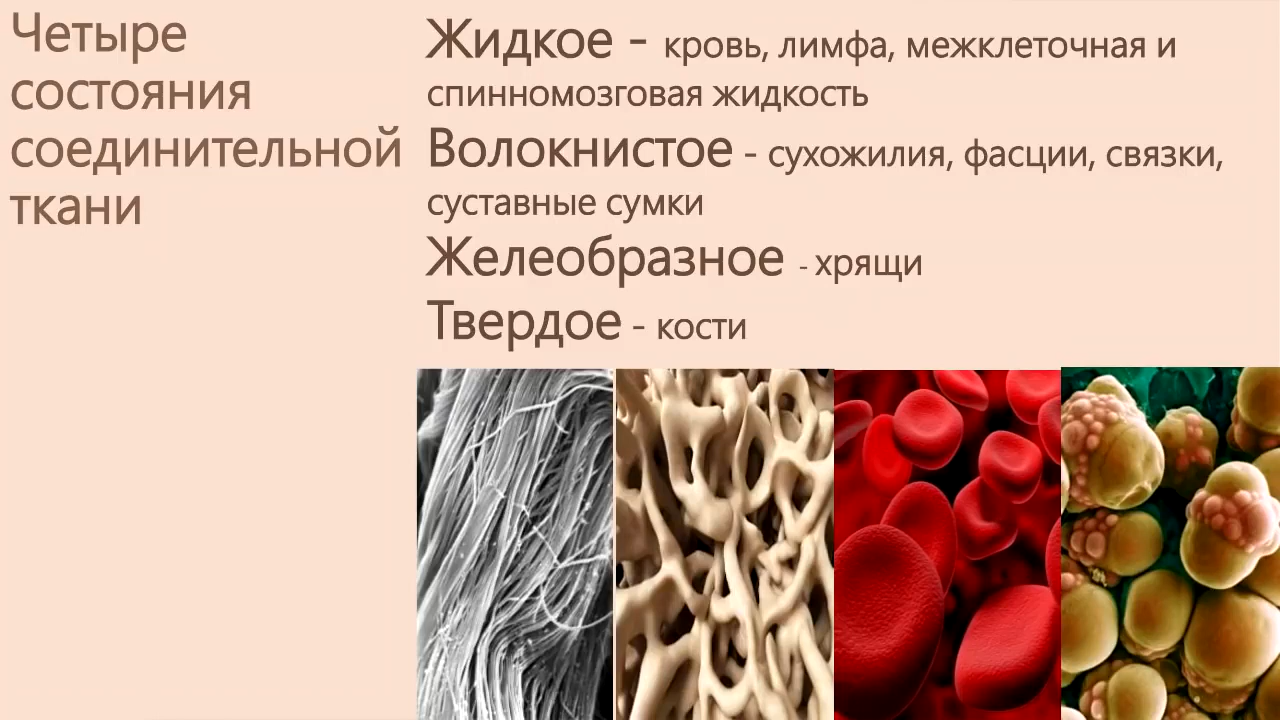 Четыре
состояния
соединительной
ткани
Жидкое - кровь, лимфа, межклеточная и
спинномозговая жидкость
Волокнистое - сухожилия, фасции, связки,
суставные сумки
Желеобразное - хрящи
Твердое - кости